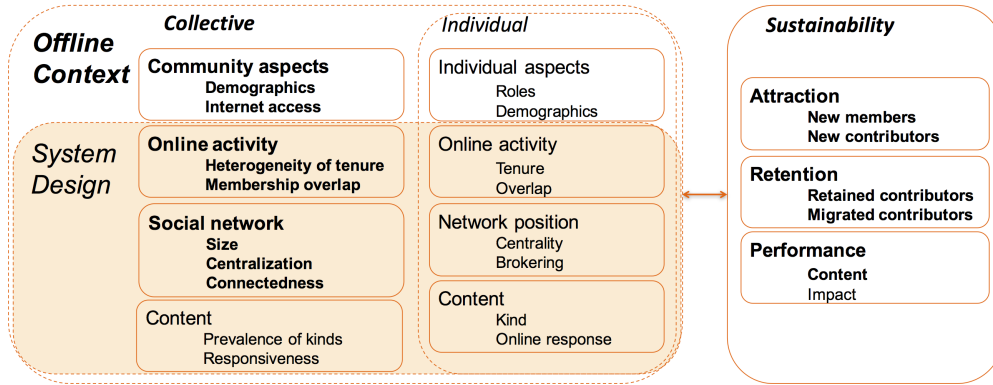 Offline
Context
Collective
Community aspects
Demographics
Internet access
Individual
Individual aspects
Roles
Demographics
System
Design
Online activity
Heterogeneity of tenure
Membership overlap
Social network
Size
Centralization
Connectedness
Content
Prevalence of kinds
Responsiveness
Online activity
Tenure
Overlap
Network position
Centrality
Brokering
Content
Kind
Online response
Sustainability
Attraction
New members
New contributors
Retention
Retained contributors
Migrated contributors
Performance
Content
Impact